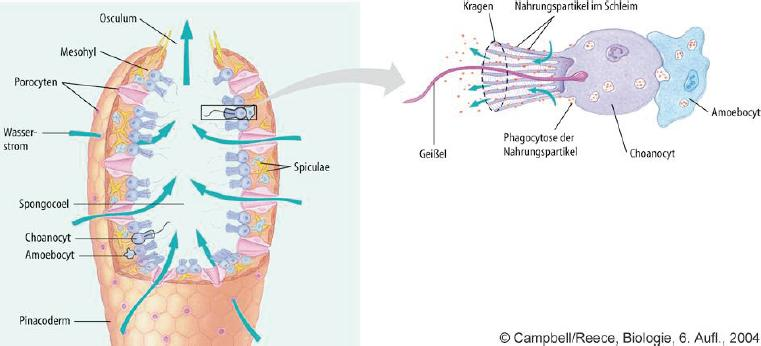 Osculum
Mesohyl
Porocyten
Wasser-
strom
Spongocoel
Choanocyt
Amoebocyt
Pinacoderm
Spiculae
Kragen
Nahrungspartikel im Schleim
Geißel
Phagocytose der
Nahrungspartikel
Choanocyt
Amoebocyt
© Campbell/Reece, Biologie, 6. Aufl., 2004